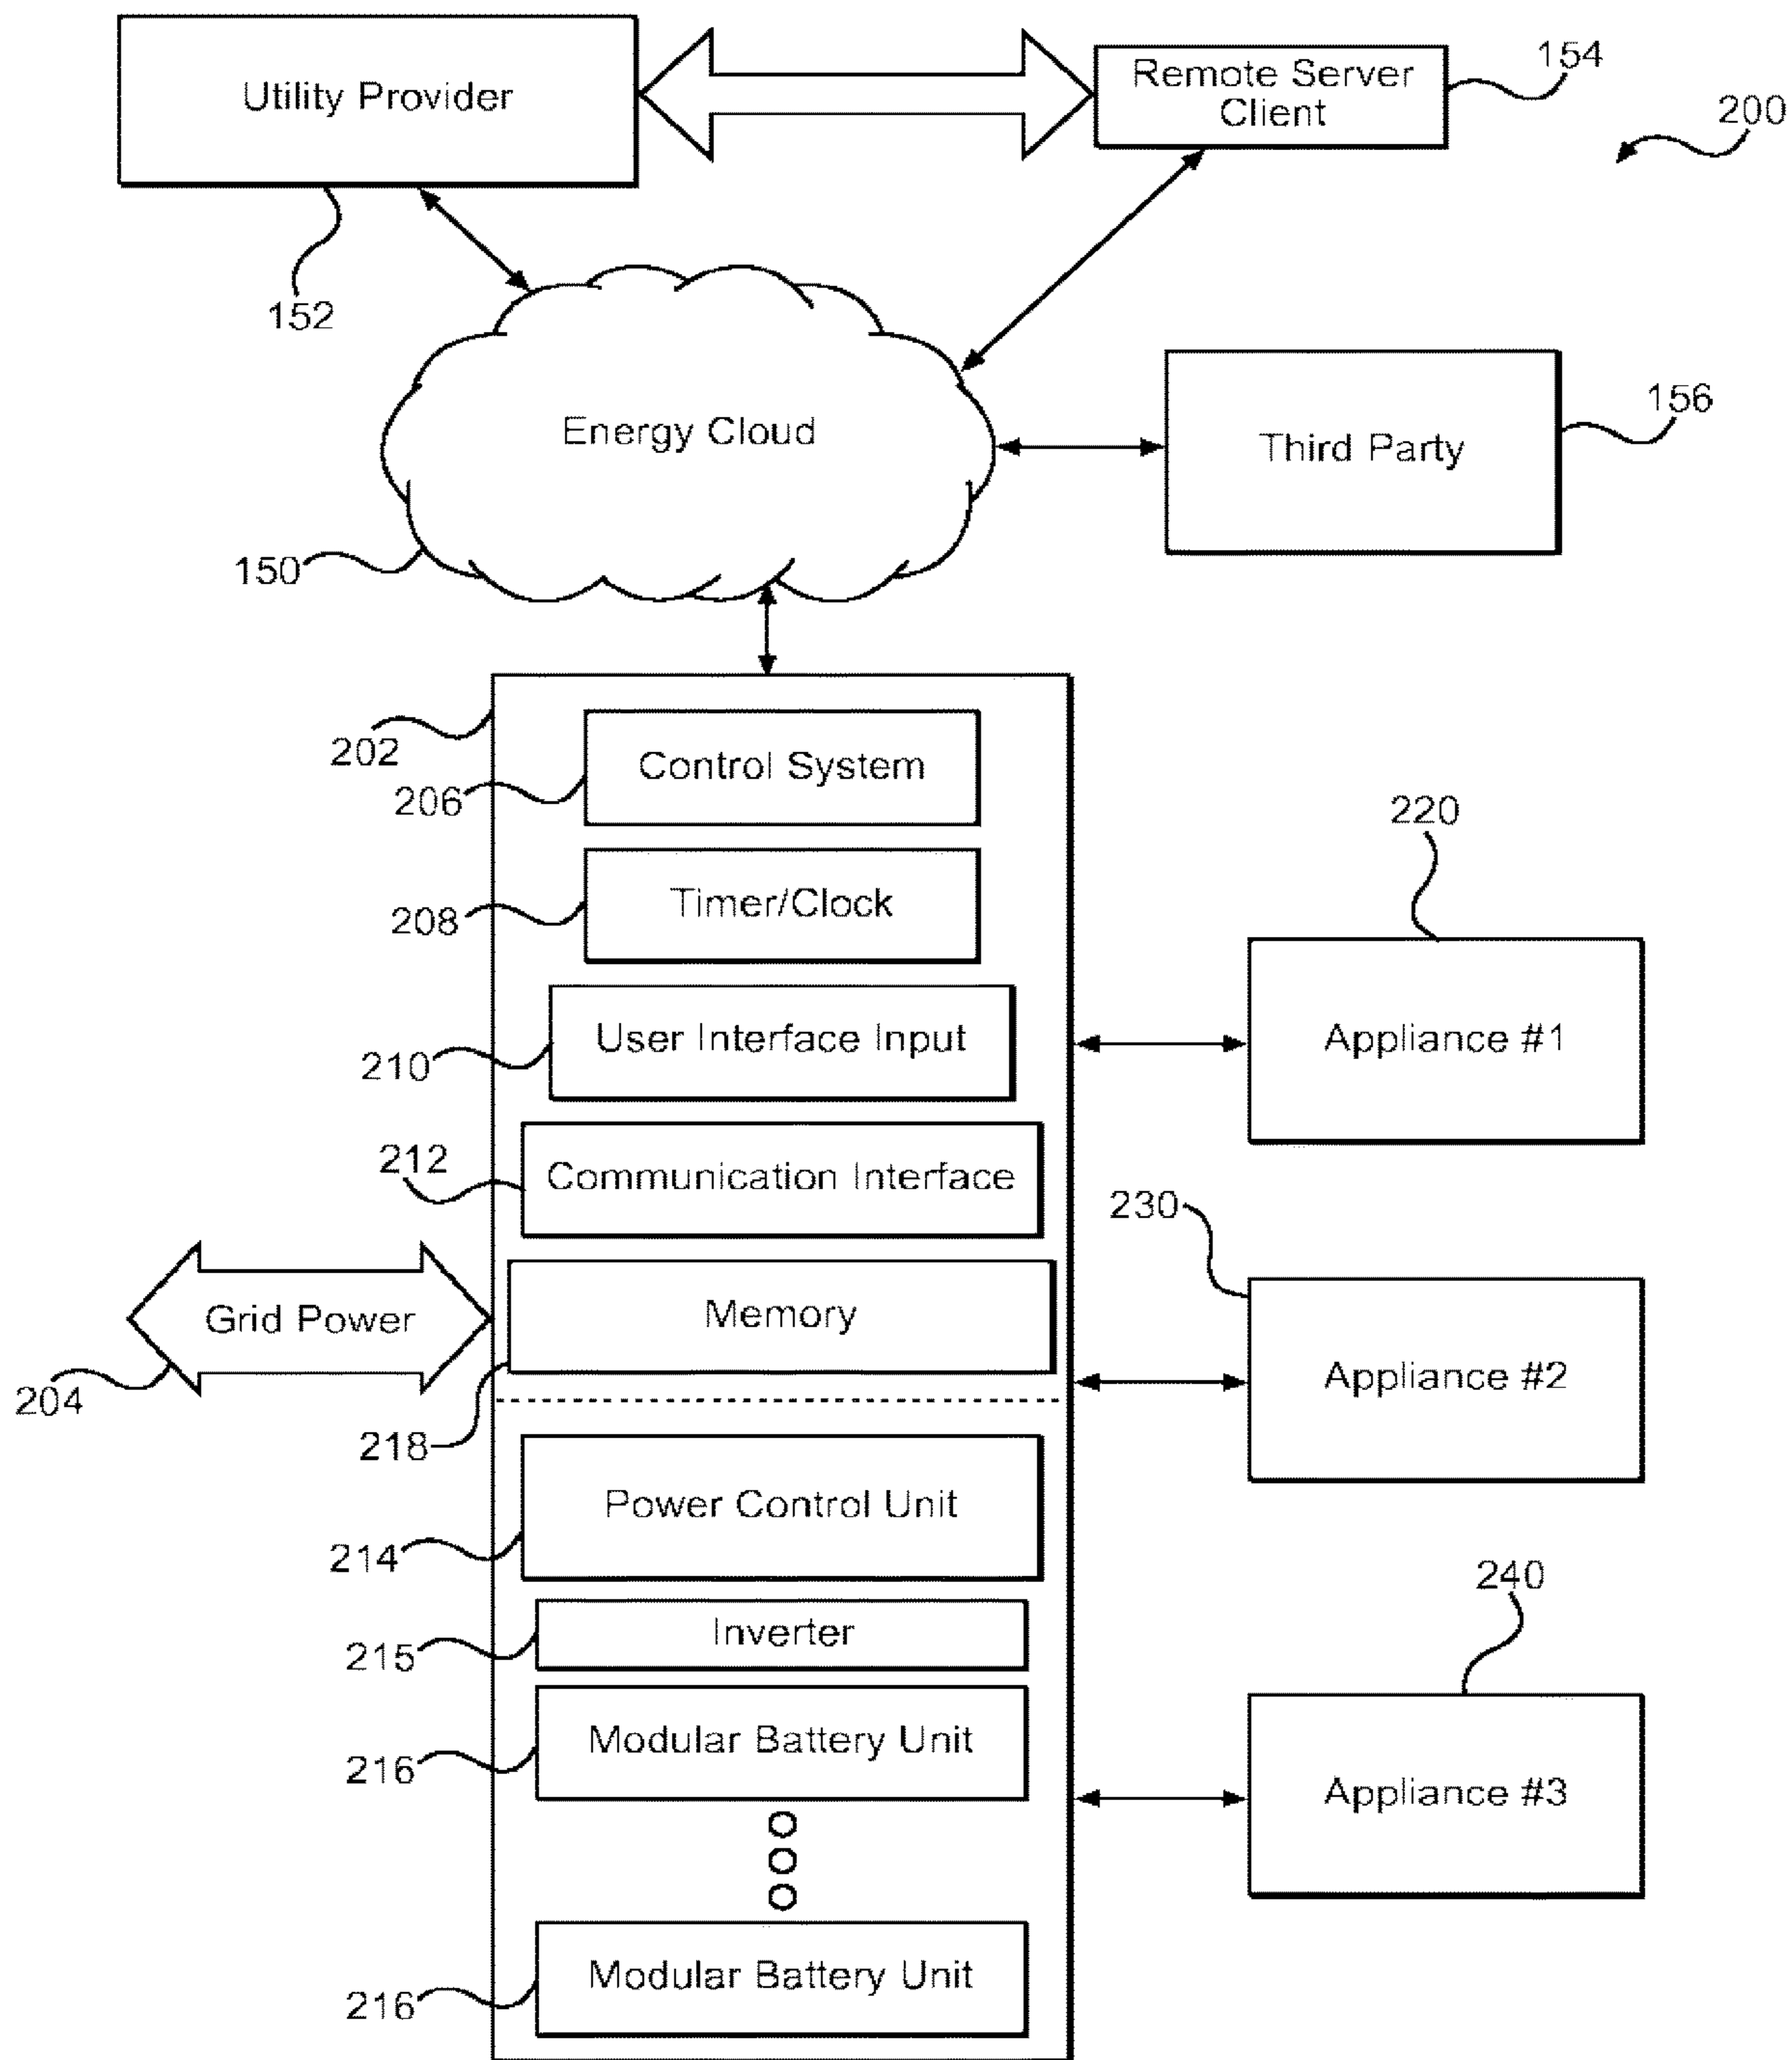 Utility Provider
Remote Server
Client
154
200
152
Energy Cloud
Third Party
156
150
202
Control System
206
220
Timer/Clock
208
User Interface Input
210
Appliance #1
212
Communication Interface
230
Grid Power
Memory
204
218
Appliance #2
Power Control Unit
214
240
Inverter
215
Modular Battery Unit
216
Appliance #3
Modular Battery Unit
216